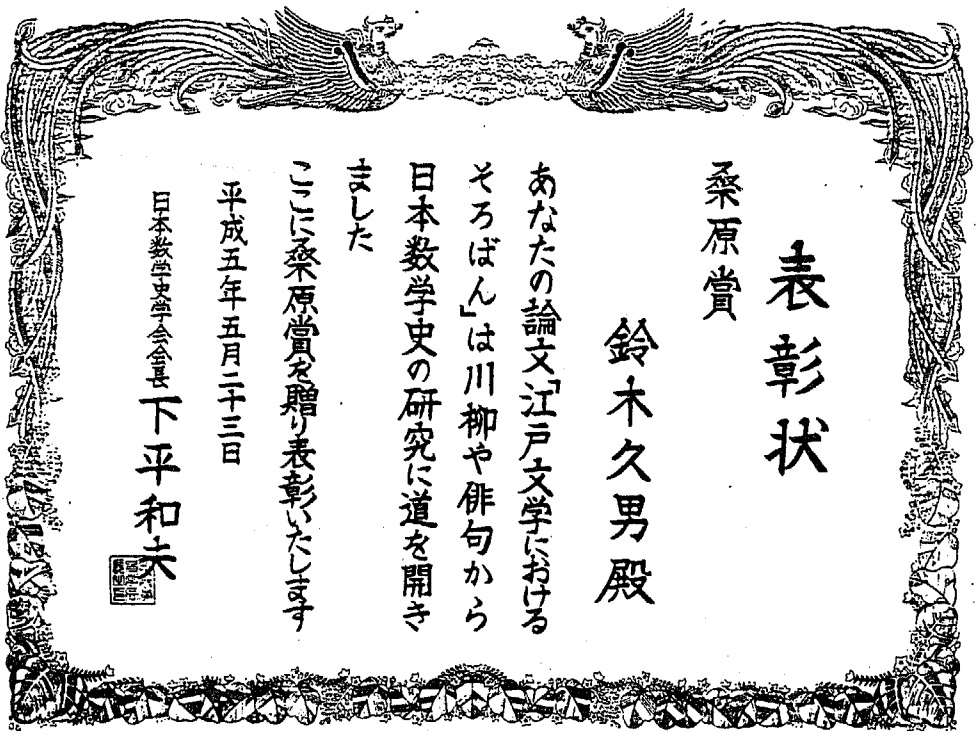 表彰状
桑原賞
鈴木久男殿
あなたの論文「江戸文学における
そろばん」は川柳や俳句から
日本数学史の研究に道を開き
ました
ここに桑原賞を贈り表彰いたします
平成五年五月二十三日
日本数学史学会会長 下平和夫